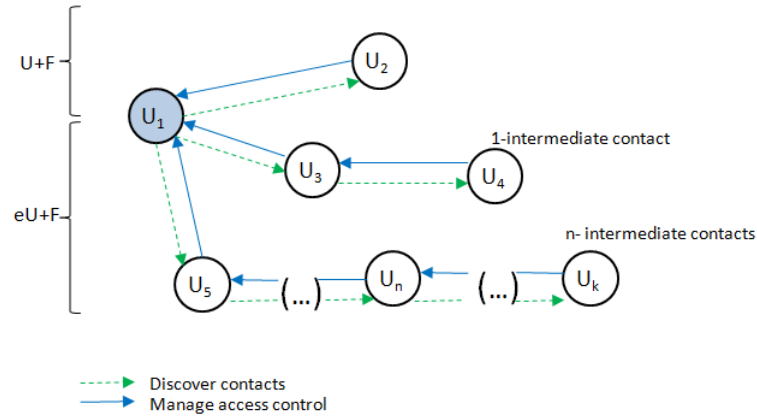 U+F
U2
U1
1-intermediate contact
U3
U4
eU+F
n- intermediate contacts
U5
(...)
Un
(...)
Uk
Discover contacts
Manage access control